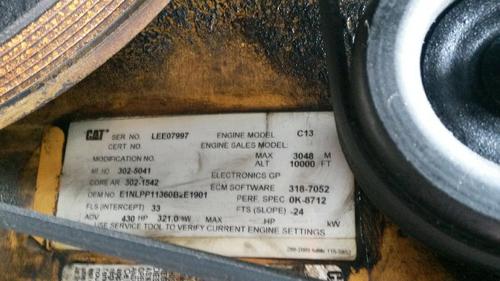 CAT SER NO. LEE07997 ENGINE MODEL C13
CERT NO. ENGINE SALES MODEL:
MODIFICATION NO. MAX 3048 M
ALT 10000 FT
MI NO 302-5041 ELECTRONICS GP
CORE AR 302-1542 ECM SOFTWARE 318-7052
OEM NO PERF. SPEC 0K-8712
FLS (INTERCEPT) 33 FTS (SLOPE) -24
ADV 430 HP 321.0 kW MAX HP kW
USE SERVICE TOOL TO VERIFY CURRENT ENGINE SETTINGS